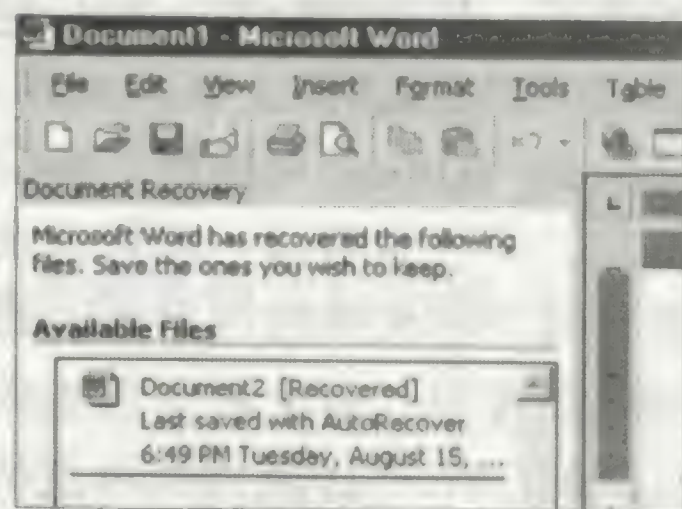 Document1 - Microsoft Word
File Edit View Insert Format Tools Table
Document Recovery
Microsoft Word has recovered the following
files. Save the ones you wish to keep.
Available Files
Document2 [Recovered]
Last saved with AutoRecover
6:49 PM Tuesday, August 15, ...